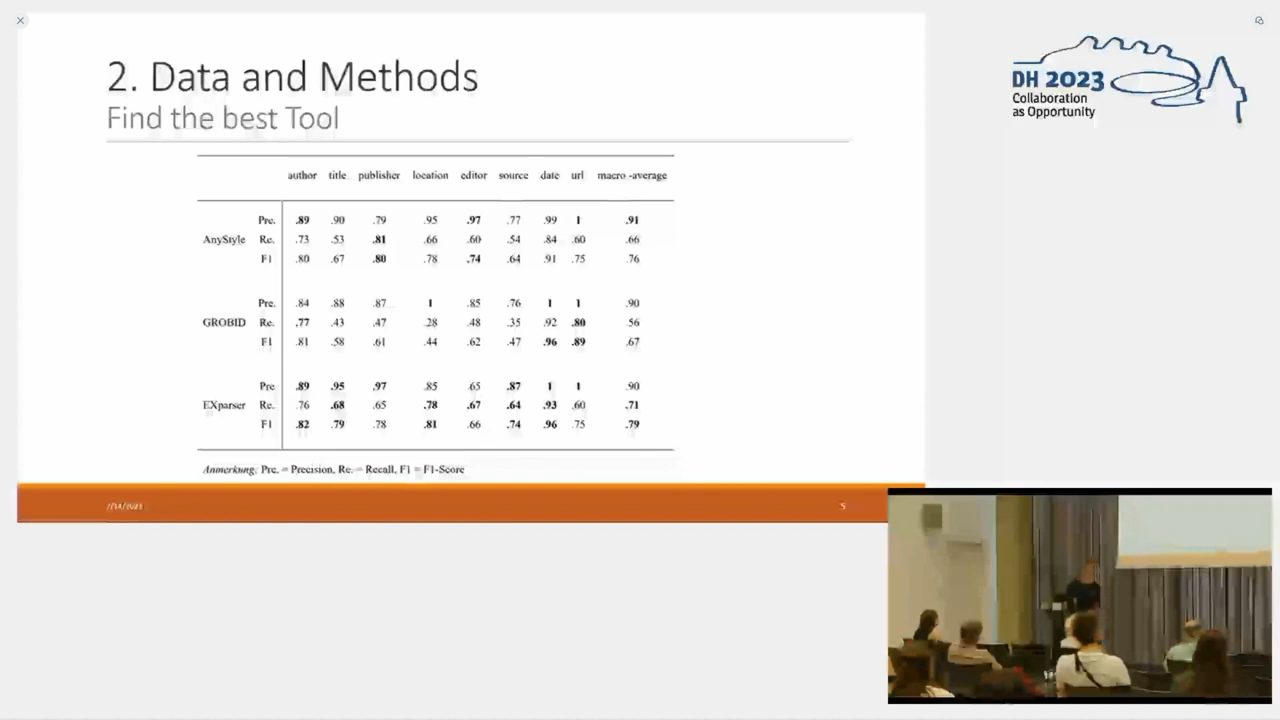 2. Data and Methods
Find the best Tool
author title publisher location editor source date url macro -average
Pre. .89 .90 .79 .95 .97 .77 .99 1 .91
AnyStyle Re. .73 .53 .81 .66 .60 .54 .84 .60 .66
F1 .80 .67 .80 .78 .74 .64 .91 .75 .76
Pre. .84 .88 .87 1 .85 .76 1 1 .90
GROBID Re. .77 .43 .47 .28 .48 .35 .92 .80 .56
F1 .81 .58 .61 .44 .62 .47 .96 .89 .67
Pre .89 .95 .97 .85 .65 .87 1 1 .90
EXparser Re. .76 .68 .65 .78 .67 .64 .93 .60 .71
F1 .82 .79 .78 .81 .66 .74 .96 .75 .79
Anmerkung. Pre. = Precision, Re. = Recall, F1 = F1-Score
5
DH 2023
Collaboration
as Opportunity